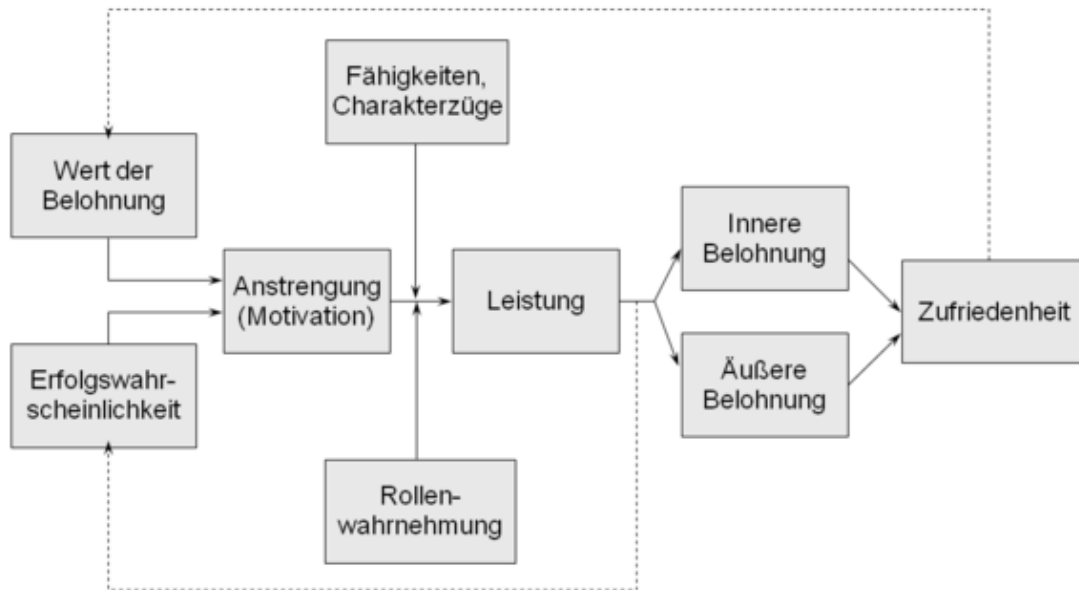 Fähigkeiten,
Charakterzüge
Wert der
Belohnung
Innere
Belohnung
Anstrengung
(Motivation)
Leistung
Zufriedenheit
Erfolgswahr-
scheinlichkeit
Äußere
Belohnung
Rollen-
wahrnehmung